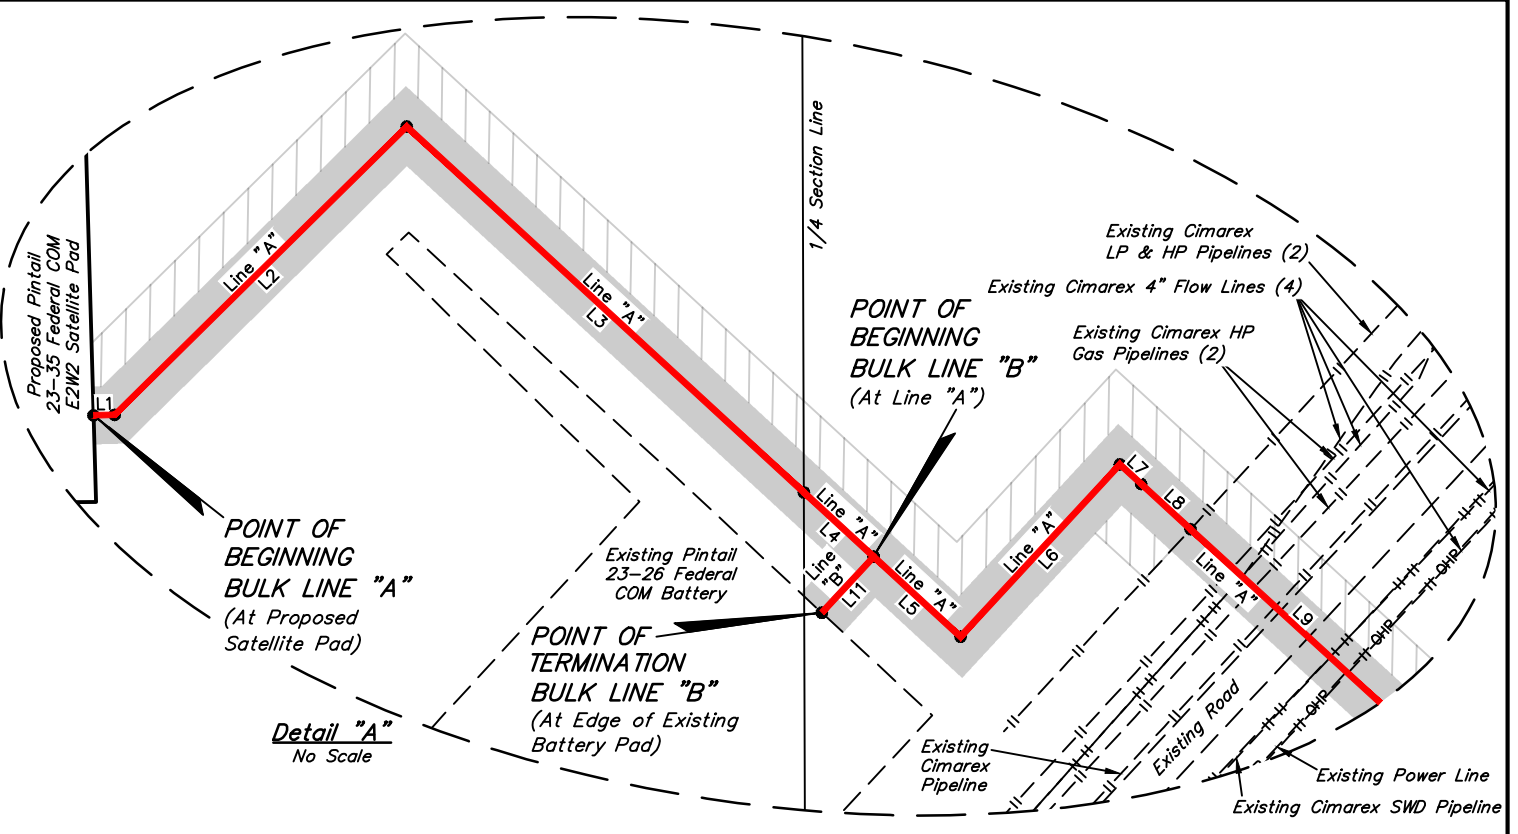 Proposed Pintail
23-35 Federal COM
E2W2 Satellite Pad
L1
Line "A"
L2
Line "A"
L3
1/4 Section Line
Existing Cimarex
LP & HP Pipelines (2)
Existing Cimarex 4" Flow Lines (4)
Existing Cimarex HP
Gas Pipelines (2)
POINT OF
BEGINNING
BULK LINE "B"
(At Line "A")
L7
L8
Line "A"
L4
Line
"B"
L11
Line "A"
L5
Line "A"
L6
Line "A"
L9
OHP
OHP
OHP
POINT OF
BEGINNING
BULK LINE "A"
(At Proposed
Satellite Pad)
Existing Pintail
23-26 Federal
COM Battery
POINT OF
TERMINATION
BULK LINE "B"
(At Edge of Existing
Battery Pad)
Detail "A"
No Scale
Existing
Cimarex
Pipeline
Existing Road
Existing Power Line
Existing Cimarex SWD Pipeline